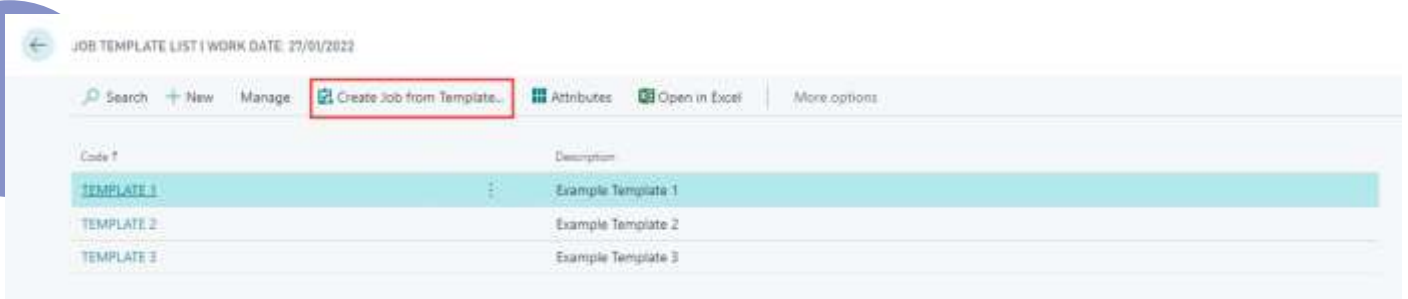 JOB TEMPLATE LIST | WORK DATE: 27/01/2022
Search + New Manage Create Job from Template... Attributes Open in Excel More options
Code ↑ Description
TEMPLATE 1 Example Template 1
TEMPLATE 2 Example Template 2
TEMPLATE 3 Example Template 3